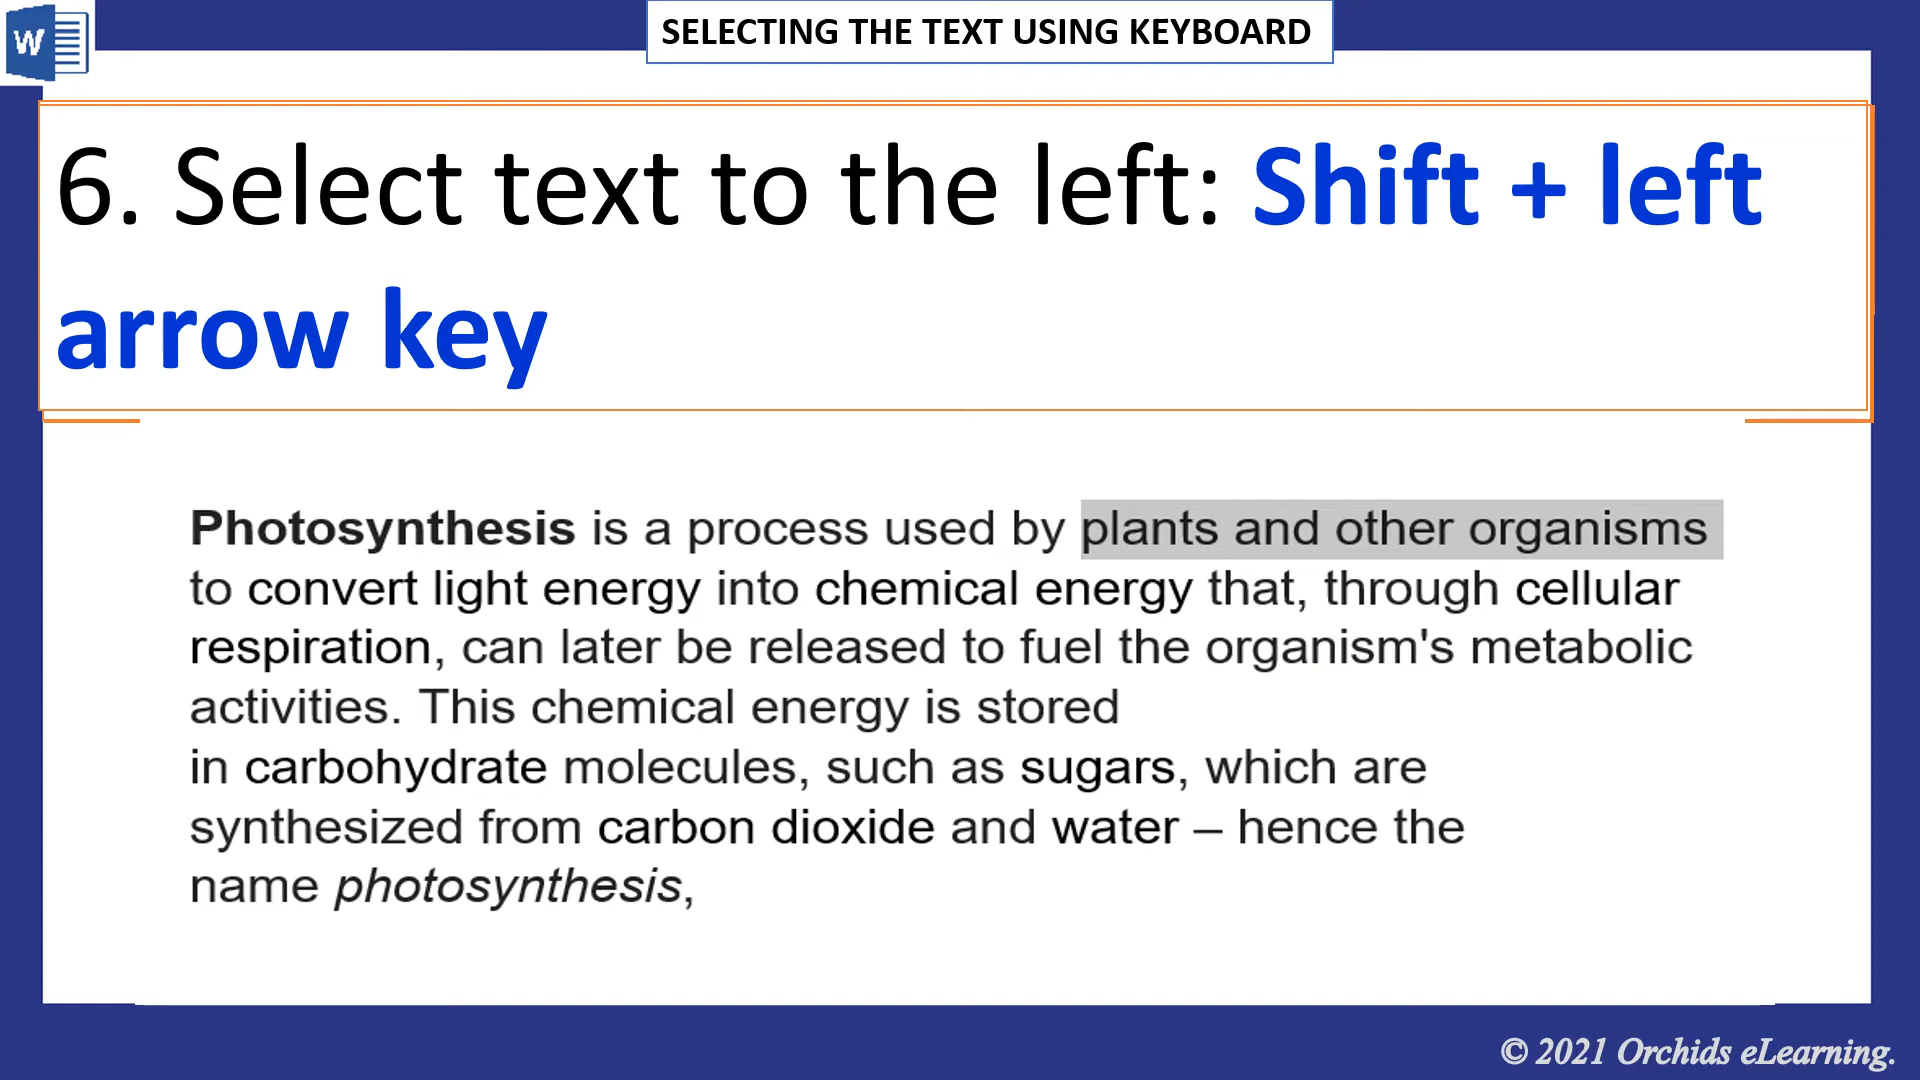 W
SELECTING THE TEXT USING KEYBOARD
6. Select text to the left: Shift + left
arrow key
Photosynthesis is a process used by plants and other organisms
to convert light energy into chemical energy that, through cellular
respiration, can later be released to fuel the organism's metabolic
activities. This chemical energy is stored
in carbohydrate molecules, such as sugars, which are
synthesized from carbon dioxide and water – hence the
name photosynthesis,
© 2021 Orchids eLearning.